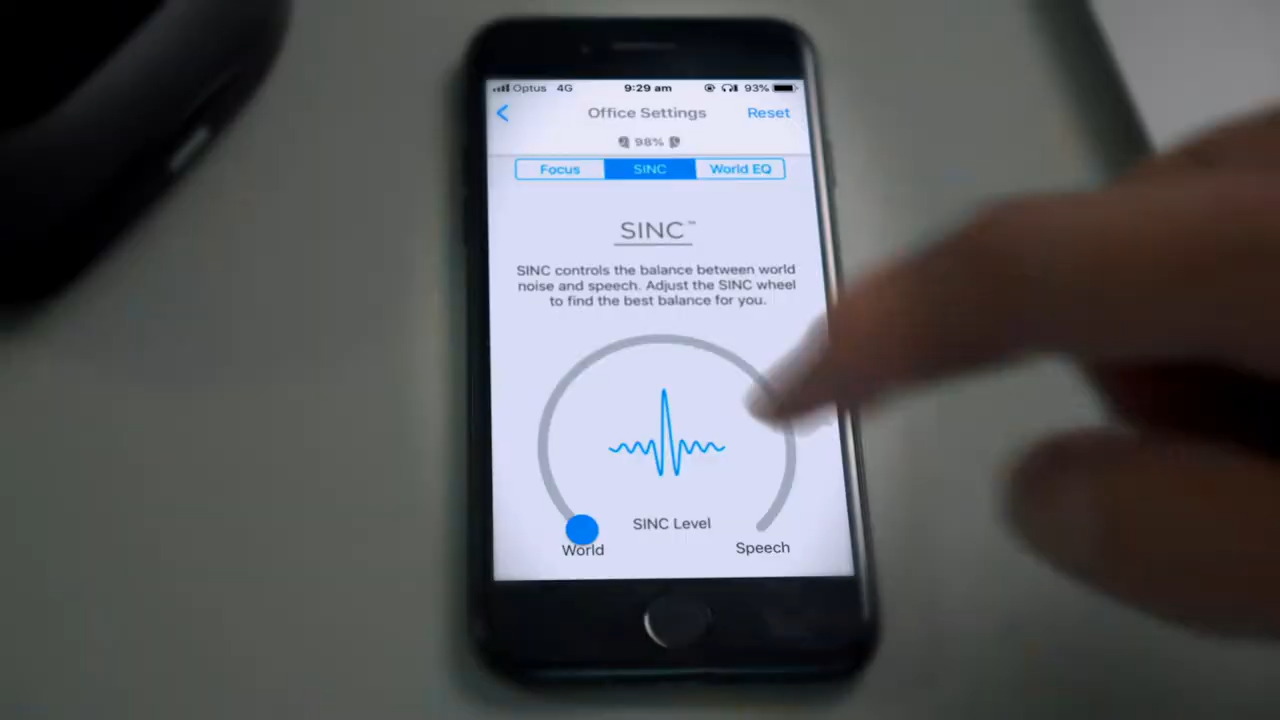 Optus 4G 9:29 am 93%
Office Settings Reset
98%
Focus SINC World EQ
SINC™
SINC controls the balance between world
noise and speech. Adjust the SINC wheel
to find the best balance for you.
SINC Level
World Speech